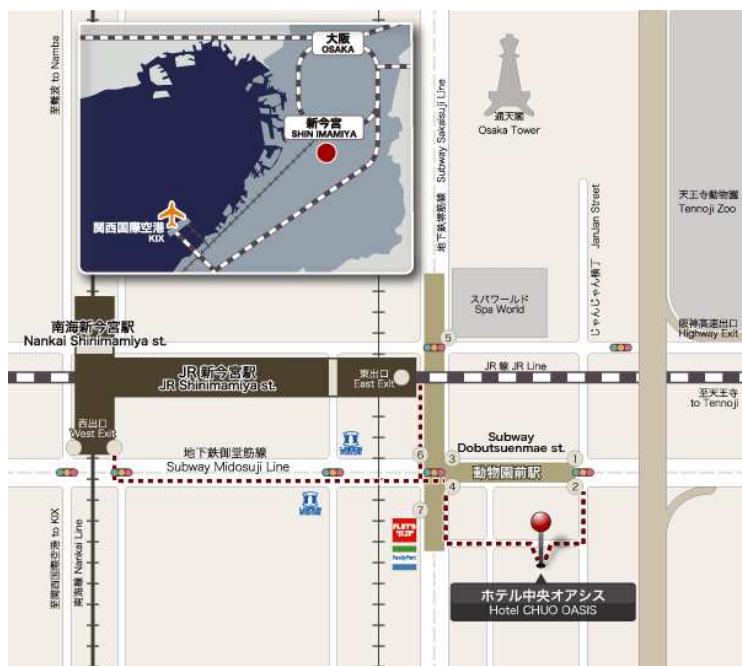 大阪
OSAKA
新今宮
SHIN IMAMIYA
関西国際空港
KIX
至難波 to Namba
地下鉄堺筋線 Subway Sakaisuji Line
通天閣
Osaka Tower
じゃんじゃん横丁 JanJan Street
天王寺動物園
Tennoji Zoo
スパワールド
Spa World
南海新今宮駅
Nankai Shinimamiya st.
阪神高速出口
Highway Exit
5
JR 新今宮駅
JR Shinimamiya st.
東出口
East Exit
JR 線 JR Line
至天王寺
to Tennoji
西出口
West Exit
地下鉄御堂筋線
Subway Midosuji Line
Subway
Dobutsuenmae st.
動物園前駅
6
3
1
4
2
7
FamilyMart
至関西国際空港 to KIX
南海線 Nankai Line
ホテル中央オアシス
Hotel CHUO OASIS